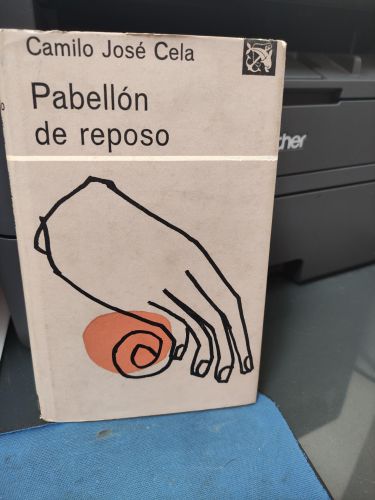 Camilo José Cela
Pabellón
de reposo